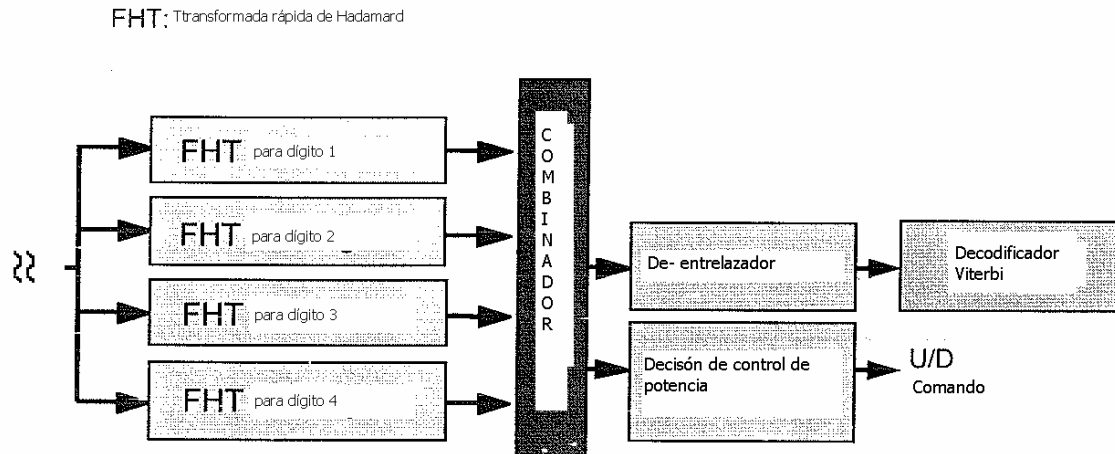 FHT: Ttransformada rápida de Hadamard
FHT para dígito 1
FHT para dígito 2
FHT para dígito 3
FHT para dígito 4
COMBINADOR
De- entrelazador
Decodificador
Viterbi
Decisón de control de
potencia
U/D
Comando